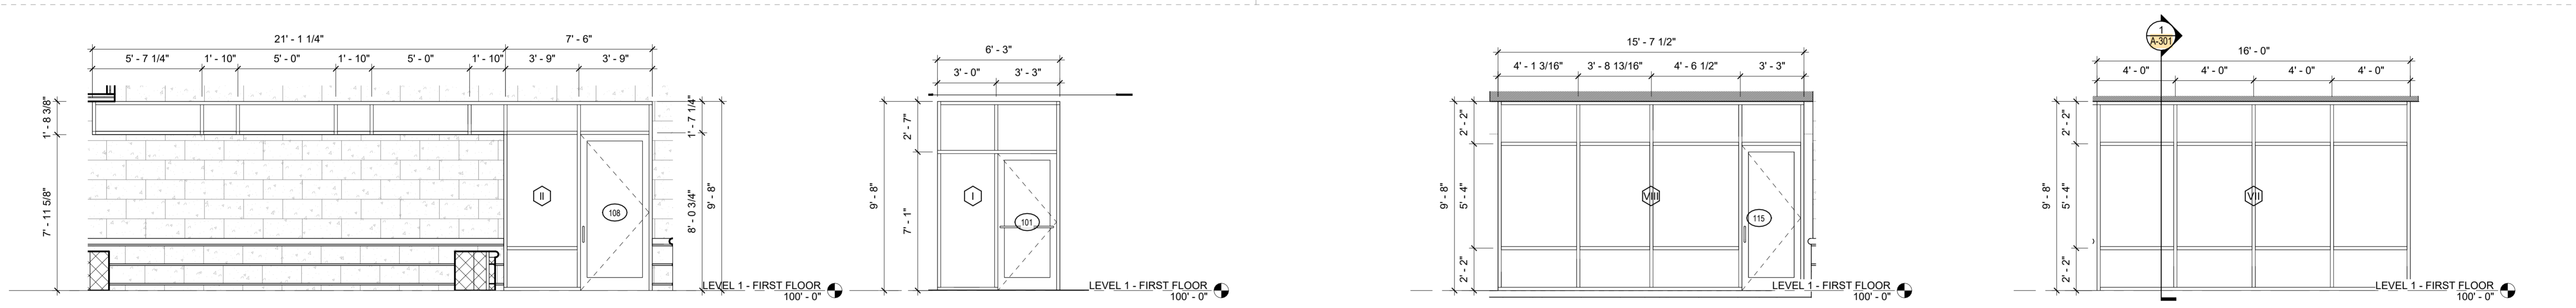 21' - 1 1/4"
7' - 6"
5' - 7 1/4"
1' - 10"
5' - 0"
1' - 10"
5' - 0"
1' - 10"
3' - 9"
3' - 9"
1' - 8 3/8"
7' - 11 5/8"
1' - 7 1/4"
8' - 0 3/4"
9' - 8"
II
108
LEVEL 1 - FIRST FLOOR
100' - 0"
6' - 3"
3' - 0"
3' - 3"
9' - 8"
2' - 7"
7' - 1"
I
101
LEVEL 1 - FIRST FLOOR
100' - 0"
15' - 7 1/2"
4' - 1 3/16"
3' - 8 13/16"
4' - 6 1/2"
3' - 3"
9' - 8"
2' - 2"
5' - 4"
2' - 2"
VIII
115
LEVEL 1 - FIRST FLOOR
100' - 0"
1
A-301
16' - 0"
4' - 0"
4' - 0"
4' - 0"
4' - 0"
9' - 8"
2' - 2"
5' - 4"
2' - 2"
VII
LEVEL 1 - FIRST FLOOR
100' - 0"